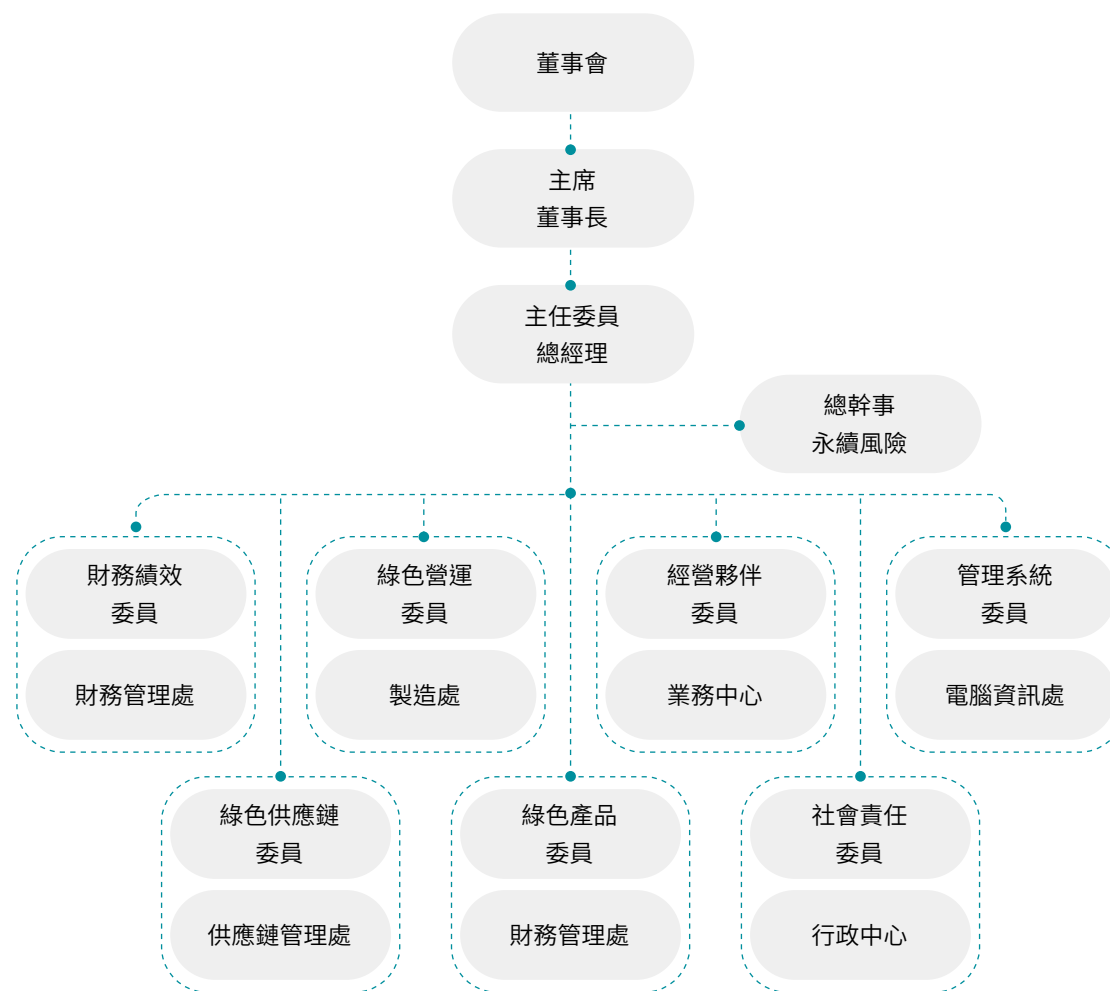 董事會
主席
董事長
主任委員
總經理
總幹事
永續風險
財務績效
委員
財務管理處
綠色營運
委員
製造處
經營夥伴
委員
業務中心
管理系統
委員
電腦資訊處
綠色供應鏈
委員
供應鏈管理處
綠色產品
委員
財務管理處
社會責任
委員
行政中心